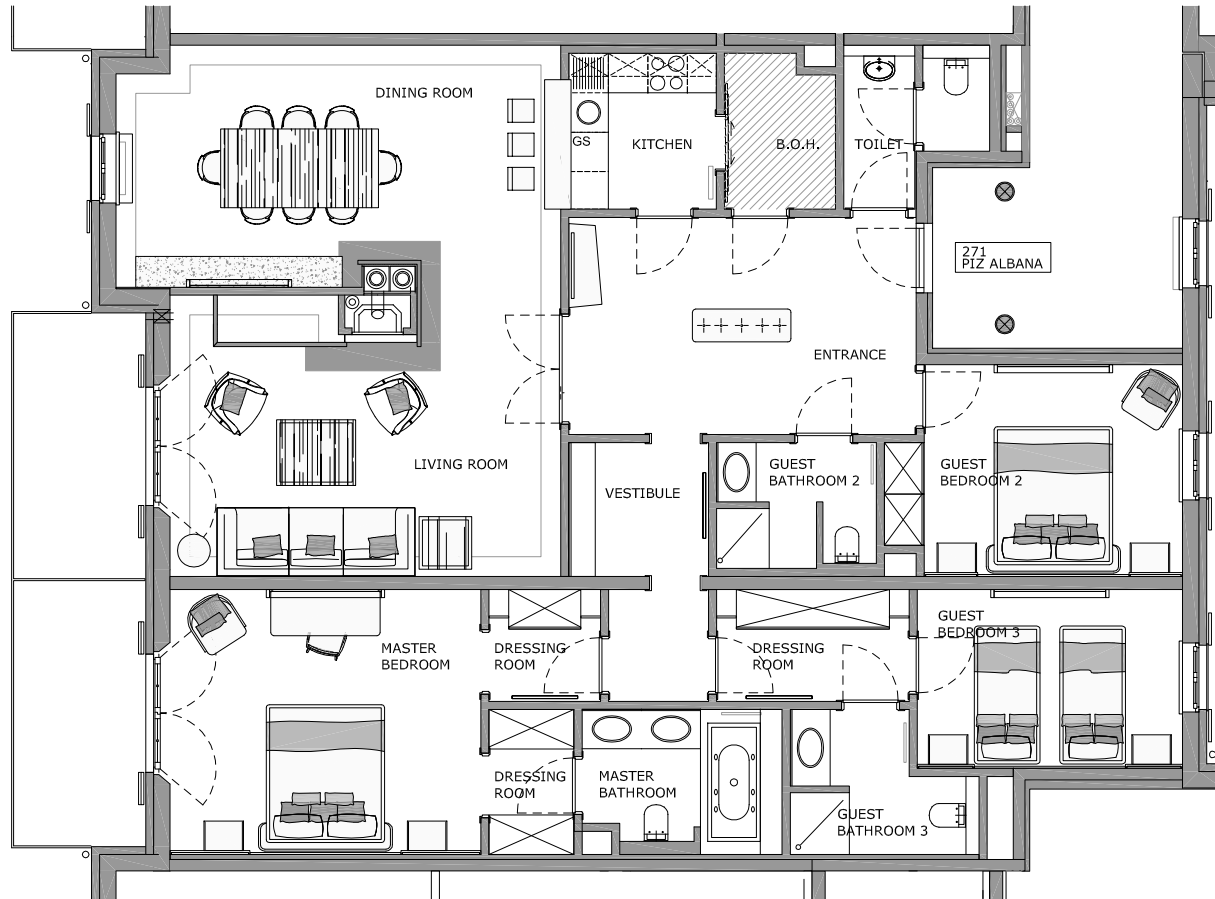 DINING ROOM
GS
KITCHEN
B.O.H.
TOILET
271
PIZ ALBANA
ENTRANCE
LIVING ROOM
VESTIBULE
GUEST
BATHROOM 2
GUEST
BEDROOM 2
MASTER
BEDROOM
DRESSING
ROOM
DRESSING
ROOM
GUEST
BEDROOM 3
DRESSING
ROOM
MASTER
BATHROOM
GUEST
BATHROOM 3